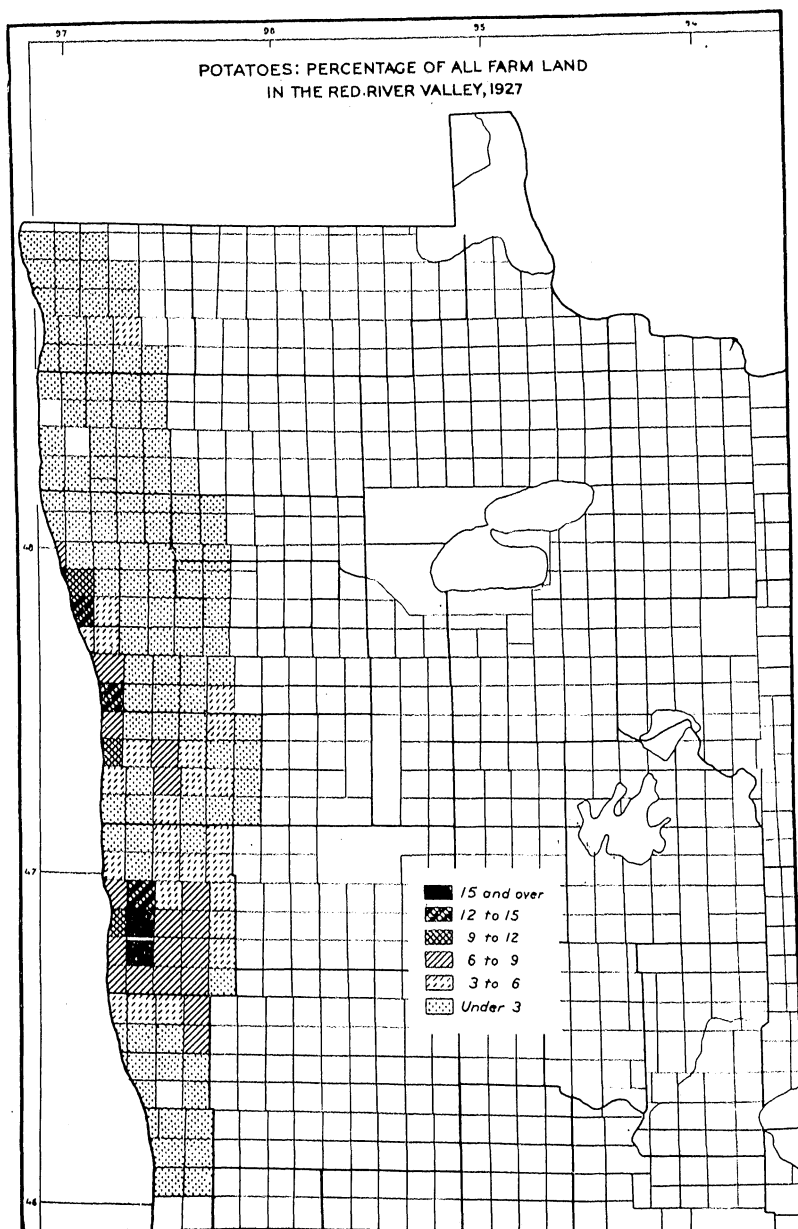 97 96 95 94
POTATOES: PERCENTAGE OF ALL FARM LAND
IN THE RED RIVER VALLEY, 1927
48
47
15 and over
12 to 15
9 to 12
6 to 9
3 to 6
Under 3
46